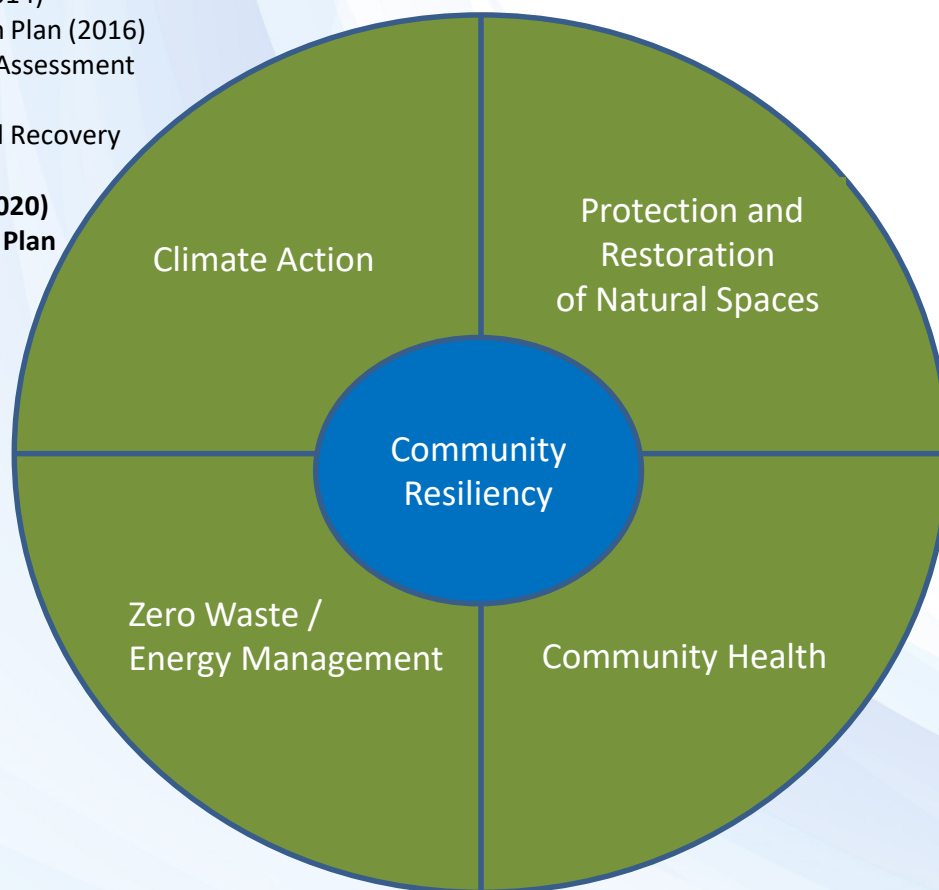 Plan (2016)
Assessment
Recovery
Plan
Climate Action
Protection and
Restoration
of Natural Spaces
Community
Resiliency
Zero Waste /
Energy Management
Community Health